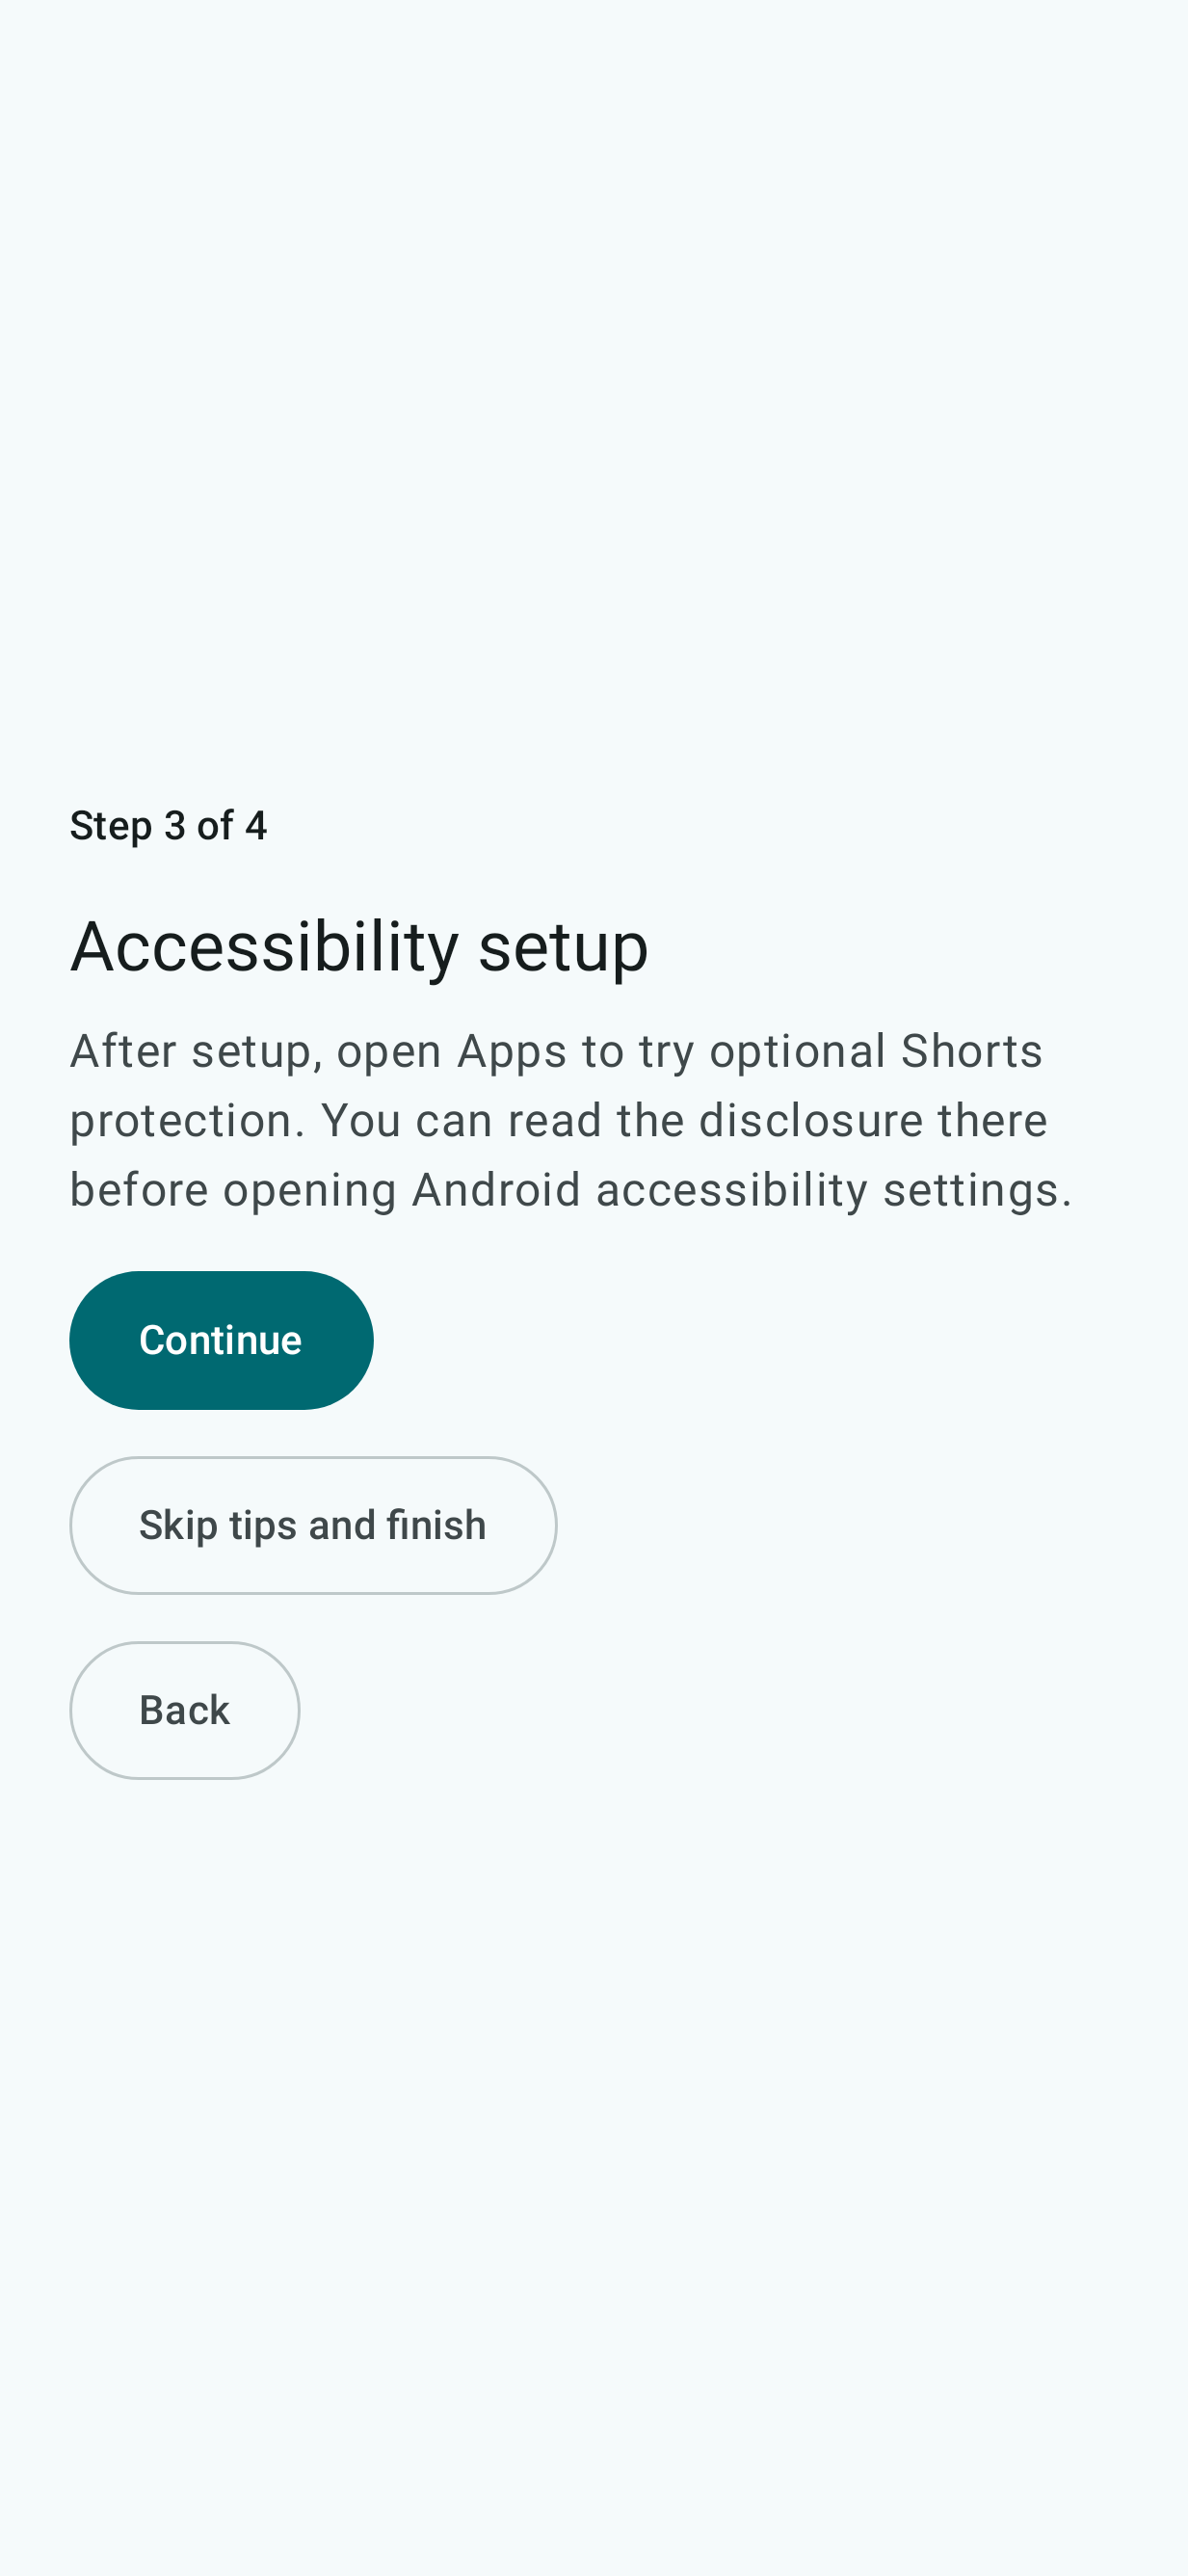 Step 3 of 4
Accessibility setup
After setup, open Apps to try optional Shorts
protection. You can read the disclosure there
before opening Android accessibility settings.
Continue
Skip tips and finish
Back